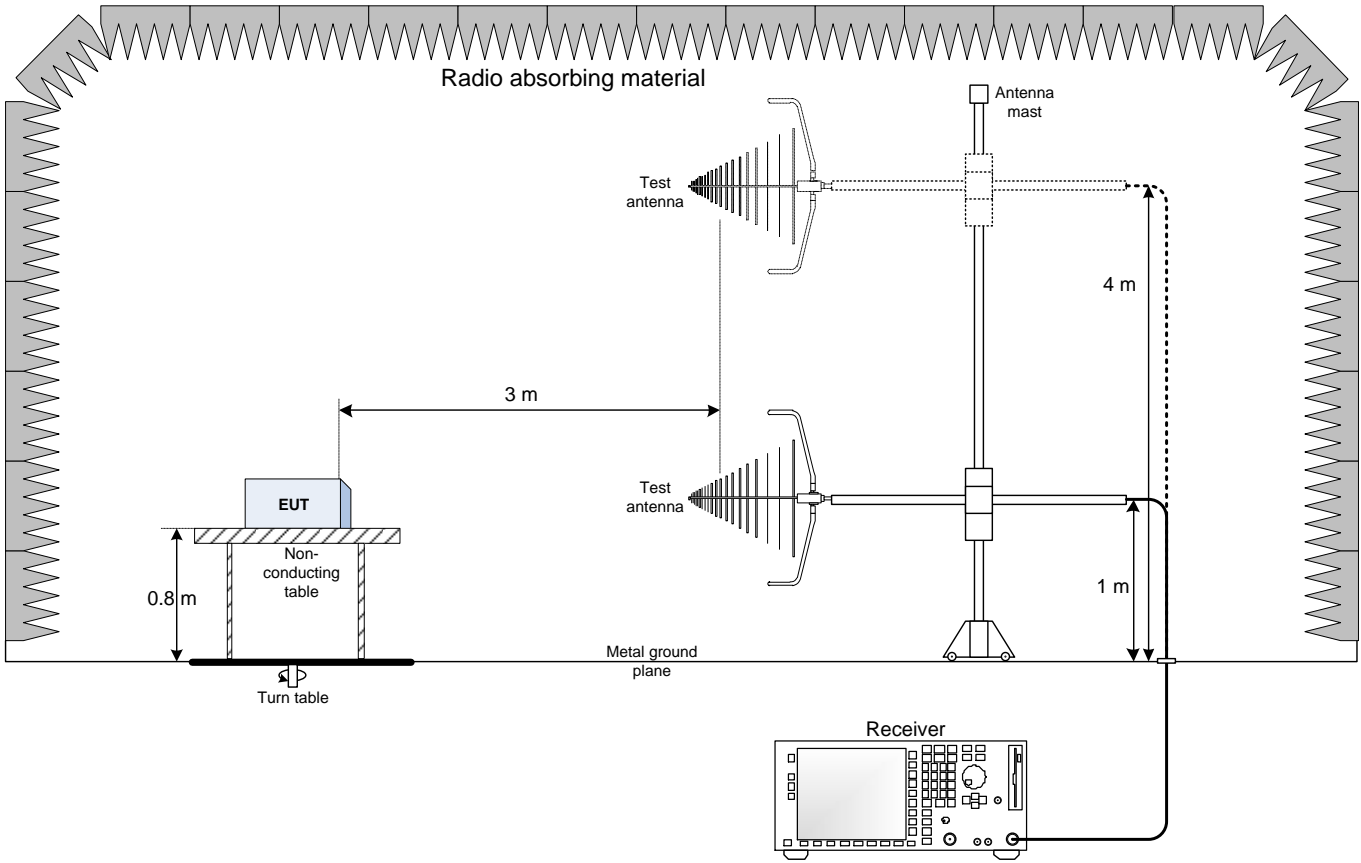 Radio absorbing material
Antenna
mast
Test
antenna
4 m
3 m
Test
antenna
EUT
Non-
conducting
table
0.8 m
1 m
Metal ground
plane
Turn table
Receiver